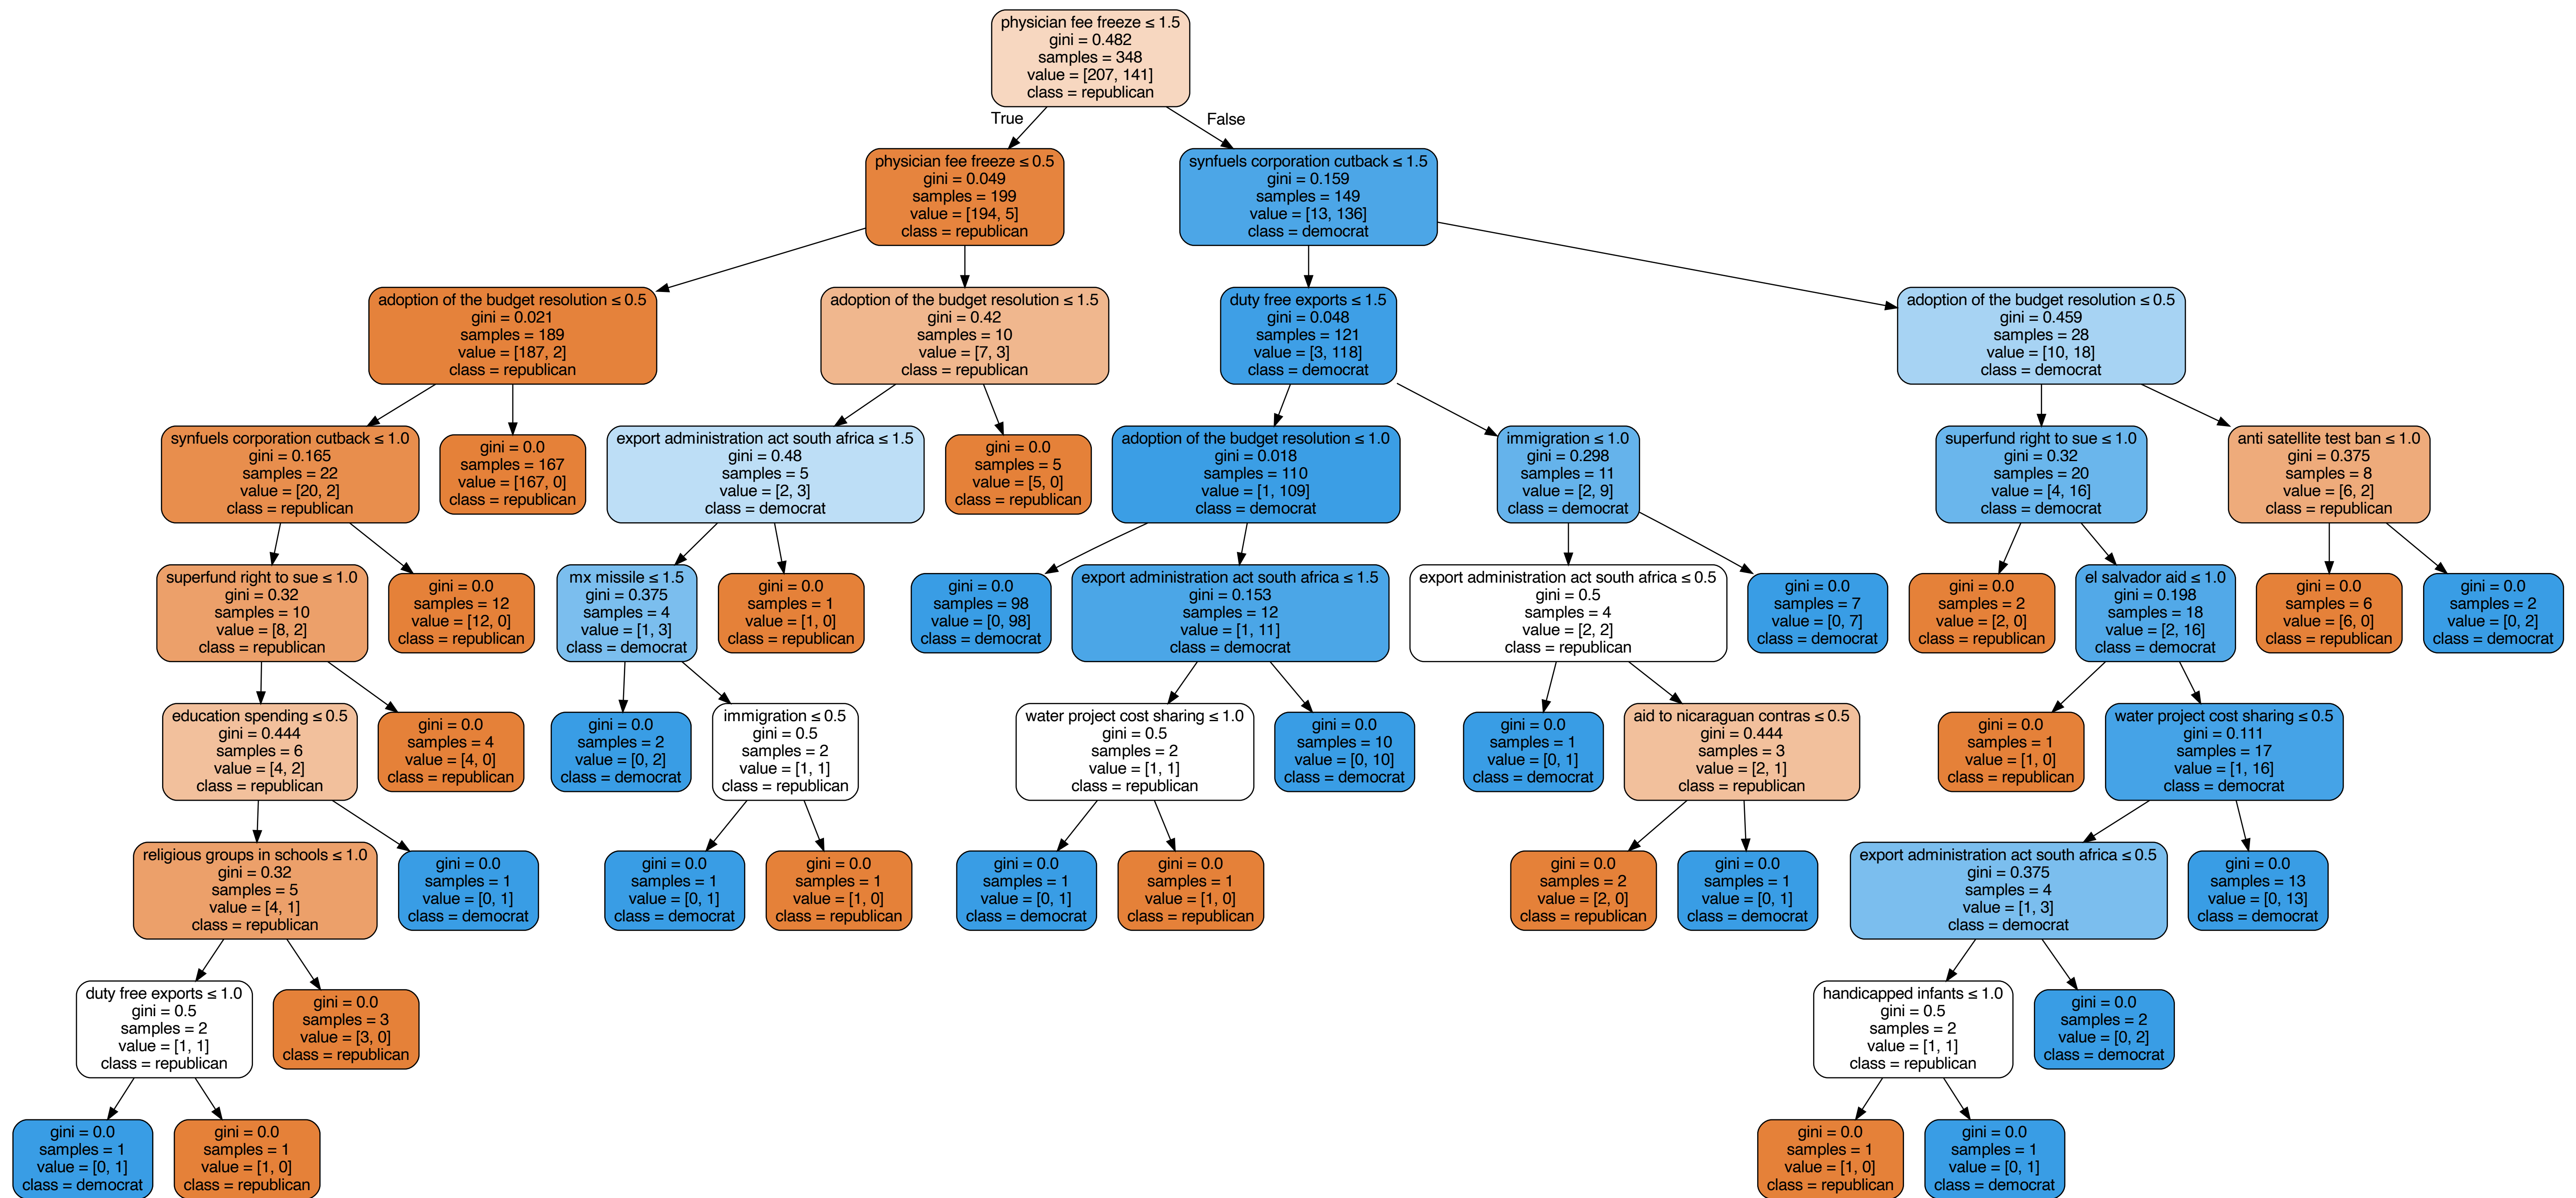 physician fee freeze ≤ 1.5
gini = 0.482
samples = 348
value = [207, 141]
class = republican
True
False
physician fee freeze ≤ 0.5
gini = 0.049
samples = 199
value = [194, 5]
class = republican
synfuels corporation cutback ≤ 1.5
gini = 0.159
samples = 149
value = [13, 136]
class = democrat
adoption of the budget resolution ≤ 0.5
gini = 0.021
samples = 189
value = [187, 2]
class = republican
adoption of the budget resolution ≤ 1.5
gini = 0.42
samples = 10
value = [7, 3]
class = republican
duty free exports ≤ 1.5
gini = 0.048
samples = 121
value = [3, 118]
class = democrat
adoption of the budget resolution ≤ 0.5
gini = 0.459
samples = 28
value = [10, 18]
class = democrat
synfuels corporation cutback ≤ 1.0
gini = 0.165
samples = 22
value = [20, 2]
class = republican
gini = 0.0
samples = 167
value = [167, 0]
class = republican
export administration act south africa ≤ 1.5
gini = 0.48
samples = 5
value = [2, 3]
class = democrat
gini = 0.0
samples = 5
value = [5, 0]
class = republican
adoption of the budget resolution ≤ 1.0
gini = 0.018
samples = 110
value = [1, 109]
class = democrat
immigration ≤ 1.0
gini = 0.298
samples = 11
value = [2, 9]
class = democrat
superfund right to sue ≤ 1.0
gini = 0.32
samples = 20
value = [4, 16]
class = democrat
anti satellite test ban ≤ 1.0
gini = 0.375
samples = 8
value = [6, 2]
class = republican
superfund right to sue ≤ 1.0
gini = 0.32
samples = 10
value = [8, 2]
class = republican
gini = 0.0
samples = 12
value = [12, 0]
class = republican
mx missile ≤ 1.5
gini = 0.375
samples = 4
value = [1, 3]
class = democrat
gini = 0.0
samples = 1
value = [1, 0]
class = republican
gini = 0.0
samples = 98
value = [0, 98]
class = democrat
export administration act south africa ≤ 1.5
gini = 0.153
samples = 12
value = [1, 11]
class = democrat
export administration act south africa ≤ 0.5
gini = 0.5
samples = 4
value = [2, 2]
class = republican
gini = 0.0
samples = 7
value = [0, 7]
class = democrat
gini = 0.0
samples = 2
value = [2, 0]
class = republican
el salvador aid ≤ 1.0
gini = 0.198
samples = 18
value = [2, 16]
class = democrat
gini = 0.0
samples = 6
value = [6, 0]
class = republican
gini = 0.0
samples = 2
value = [0, 2]
class = democrat
education spending ≤ 0.5
gini = 0.444
samples = 6
value = [4, 2]
class = republican
gini = 0.0
samples = 4
value = [4, 0]
class = republican
gini = 0.0
samples = 2
value = [0, 2]
class = democrat
immigration ≤ 0.5
gini = 0.5
samples = 2
value = [1, 1]
class = republican
water project cost sharing ≤ 1.0
gini = 0.5
samples = 2
value = [1, 1]
class = republican
gini = 0.0
samples = 10
value = [0, 10]
class = democrat
gini = 0.0
samples = 1
value = [0, 1]
class = democrat
aid to nicaraguan contras ≤ 0.5
gini = 0.444
samples = 3
value = [2, 1]
class = republican
gini = 0.0
samples = 1
value = [1, 0]
class = republican
water project cost sharing ≤ 0.5
gini = 0.111
samples = 17
value = [1, 16]
class = democrat
religious groups in schools ≤ 1.0
gini = 0.32
samples = 5
value = [4, 1]
class = republican
gini = 0.0
samples = 1
value = [0, 1]
class = democrat
gini = 0.0
samples = 1
value = [0, 1]
class = democrat
gini = 0.0
samples = 1
value = [1, 0]
class = republican
gini = 0.0
samples = 1
value = [0, 1]
class = democrat
gini = 0.0
samples = 1
value = [1, 0]
class = republican
gini = 0.0
samples = 2
value = [2, 0]
class = republican
gini = 0.0
samples = 1
value = [0, 1]
class = democrat
export administration act south africa ≤ 0.5
gini = 0.375
samples = 4
value = [1, 3]
class = democrat
gini = 0.0
samples = 13
value = [0, 13]
class = democrat
duty free exports ≤ 1.0
gini = 0.5
samples = 2
value = [1, 1]
class = republican
gini = 0.0
samples = 3
value = [3, 0]
class = republican
handicapped infants ≤ 1.0
gini = 0.5
samples = 2
value = [1, 1]
class = republican
gini = 0.0
samples = 2
value = [0, 2]
class = democrat
gini = 0.0
samples = 1
value = [0, 1]
class = democrat
gini = 0.0
samples = 1
value = [1, 0]
class = republican
gini = 0.0
samples = 1
value = [1, 0]
class = republican
gini = 0.0
samples = 1
value = [0, 1]
class = democrat